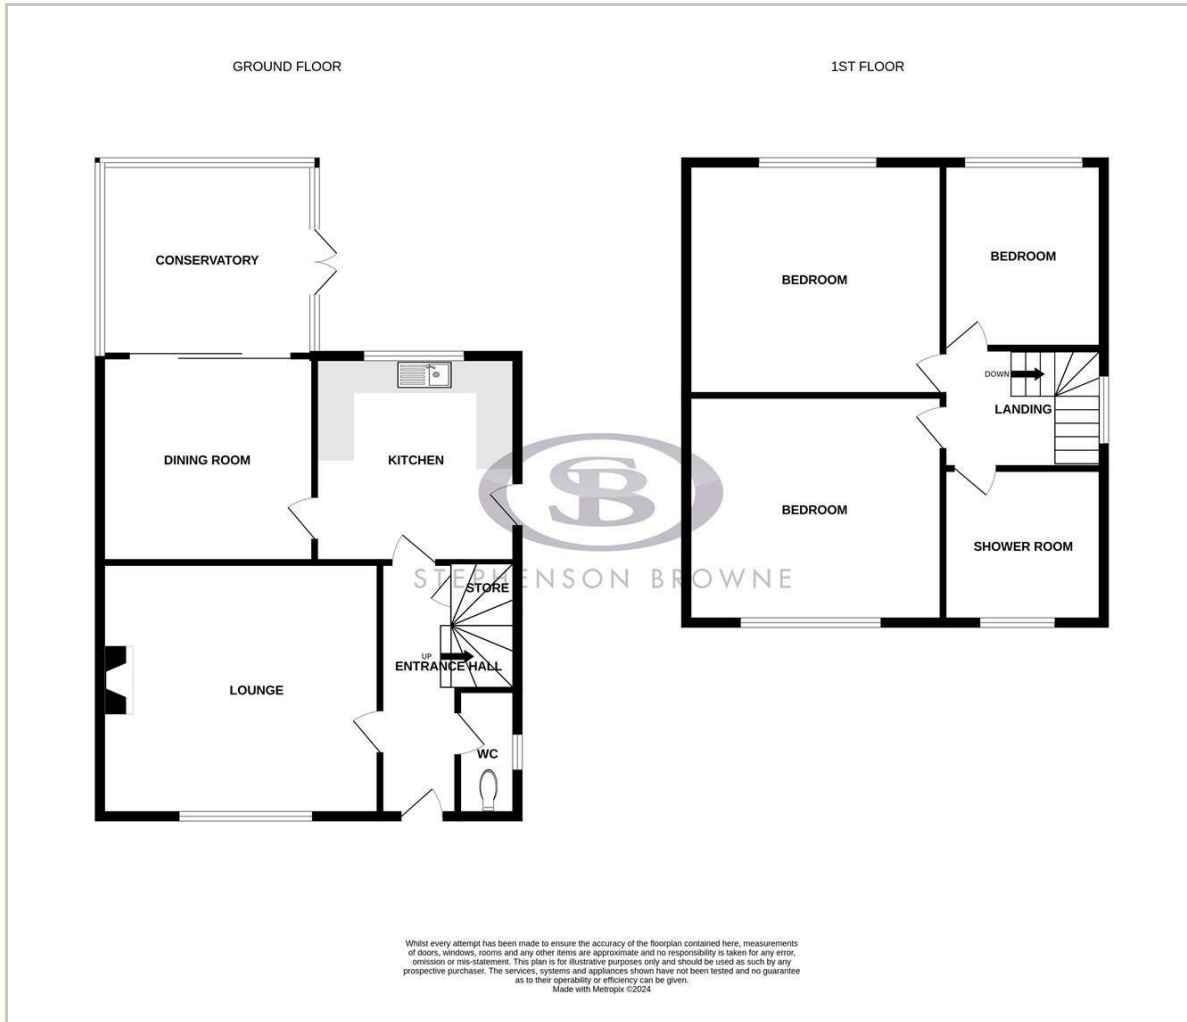 GROUND FLOOR
1ST FLOOR
CONSERVATORY
DINING ROOM
KITCHEN
STORE
UP
ENTRANCE HALL
LOUNGE
WC
BEDROOM
BEDROOM
DOWN
LANDING
BEDROOM
SHOWER ROOM
SB
STEPHENSON BROWNE
Whilst every attempt has been made to ensure the accuracy of the floorplan contained here, measurements
of doors, windows, rooms and any other items are approximate and no responsibility is taken for any error,
omission or mis-statement. This plan is for illustrative purposes only and should be used as such by any
prospective purchaser. The services, systems and appliances shown have not been tested and no guarantee
as to their operability or efficiency can be given.
Made with Metropix ©2024